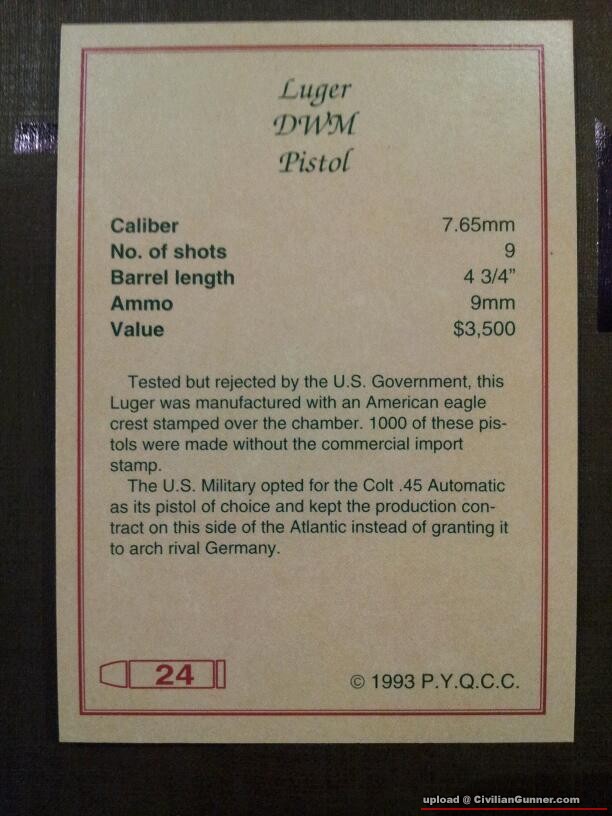 Luger
DWM
Pistol
Caliber 7.65mm
No. of shots 9
Barrel length 4 3/4”
Ammo 9mm
Value $3,500
Tested but rejected by the U.S. Government, this
Luger was manufactured with an American eagle
crest stamped over the chamber. 1000 of these pis-
tols were made without the commercial import
stamp.
The U.S. Military opted for the Colt .45 Automatic
as its pistol of choice and kept the production con-
tract on this side of the Atlantic instead of granting it
to arch rival Germany.
24 © 1993 P.Y.Q.C.C.
upload @ CivilianGunner.com